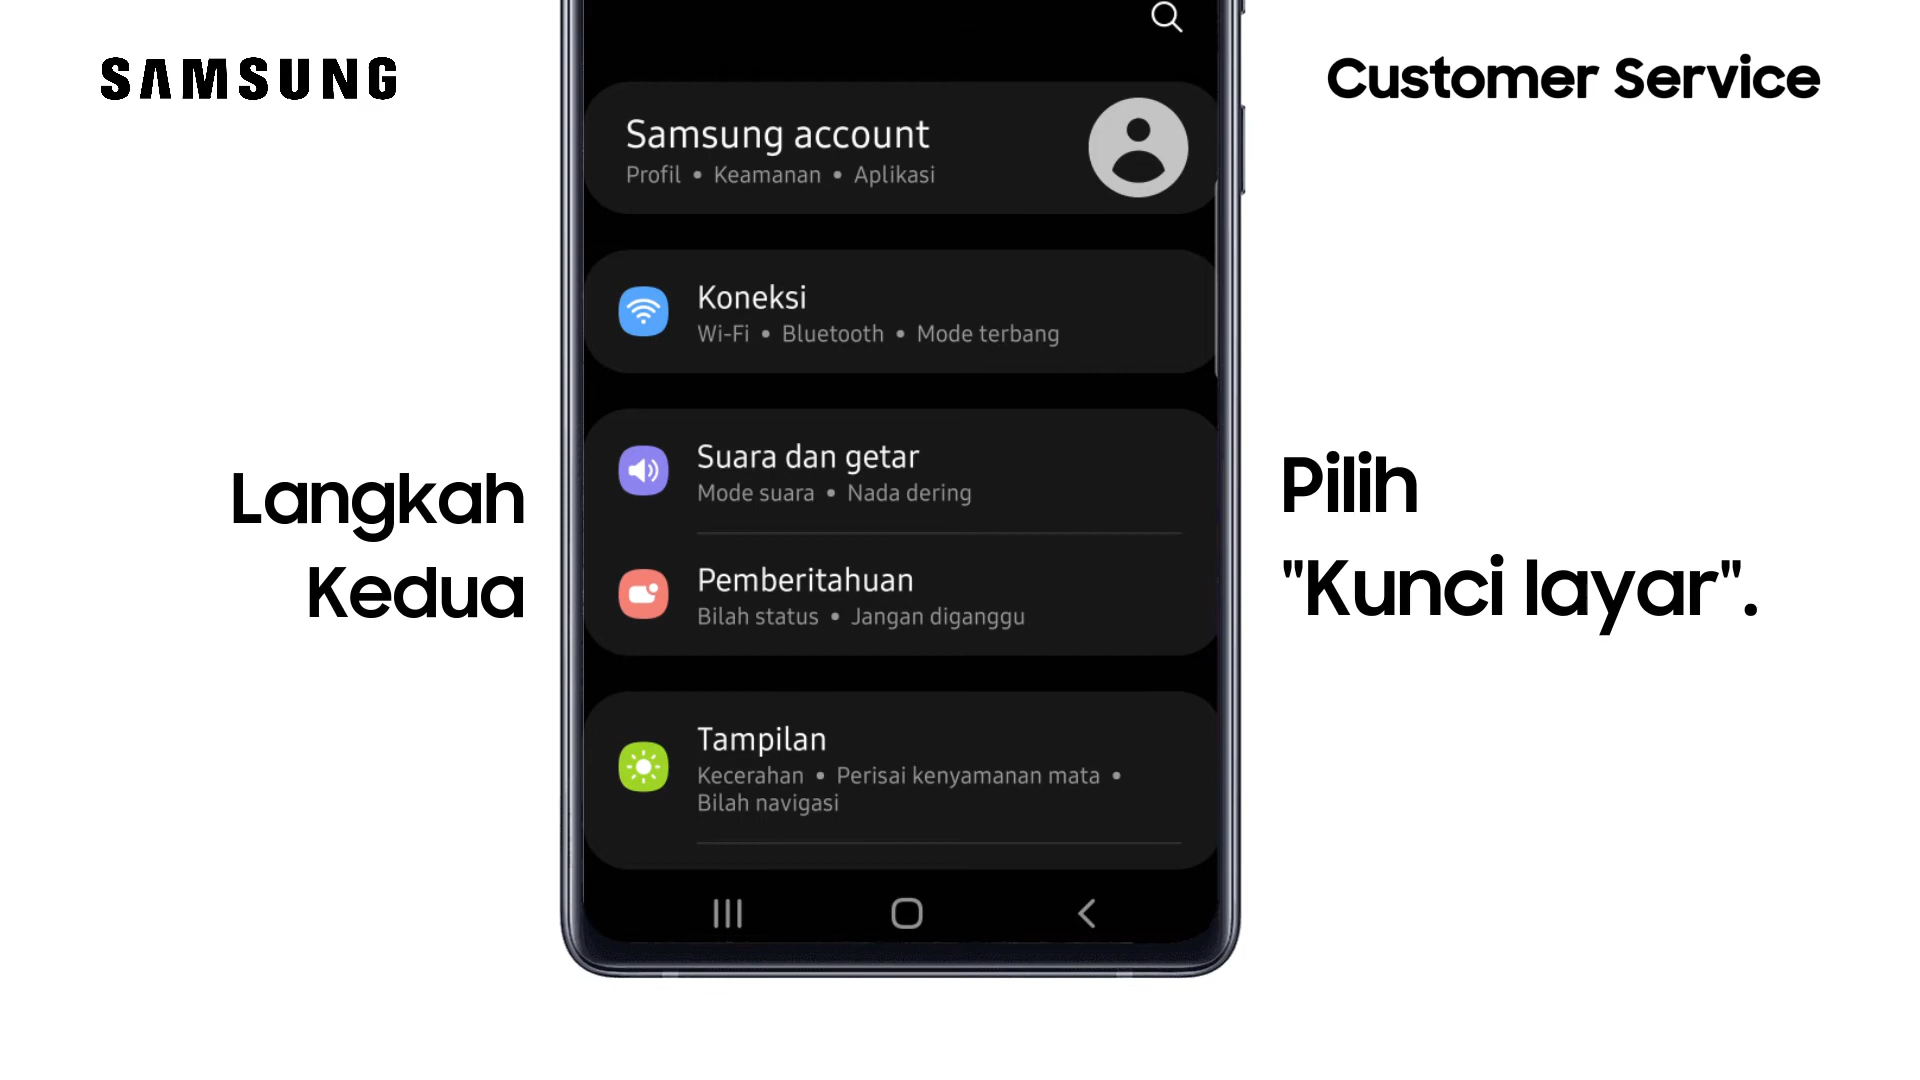 SAMSUNG
Customer Service
Samsung account
Profil • Keamanan • Aplikasi
Koneksi
Wi-Fi • Bluetooth • Mode terbang
Suara dan getar
Mode suara • Nada dering
Pemberitahuan
Bilah status • Jangan diganggu
Tampilan
Kecerahan • Perisai kenyamanan mata •
Bilah navigasi
Langkah
Kedua
Pilih
"Kunci layar".